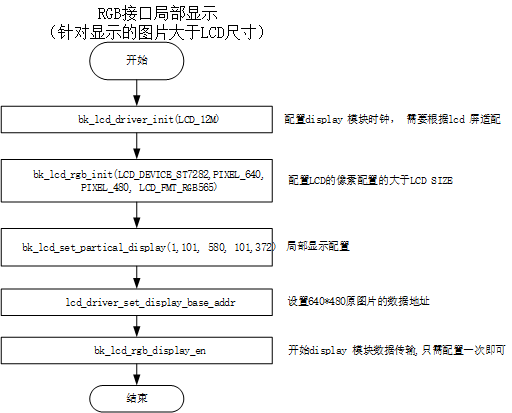 RGB接口局部显示
（针对显示的图片大于LCD尺寸）
开始
bk_lcd_driver_init(LCD_12M)
配置display 模块时钟， 需要根据lcd 屏适配
bk_lcd_rgb_init(LCD_DEVICE_ST7282,PIXEL_640,
PIXEL_480, LCD_FMT_RGB565)
配置LCD的像素配置的大于LCD SIZE
bk_lcd_set_partical_display(1,101, 580, 101,372)
局部显示配置
lcd_driver_set_display_base_addr
设置640*480原图片的数据地址
bk_lcd_rgb_display_en
开始display 模块数据传输,只需配置一次即可
结束